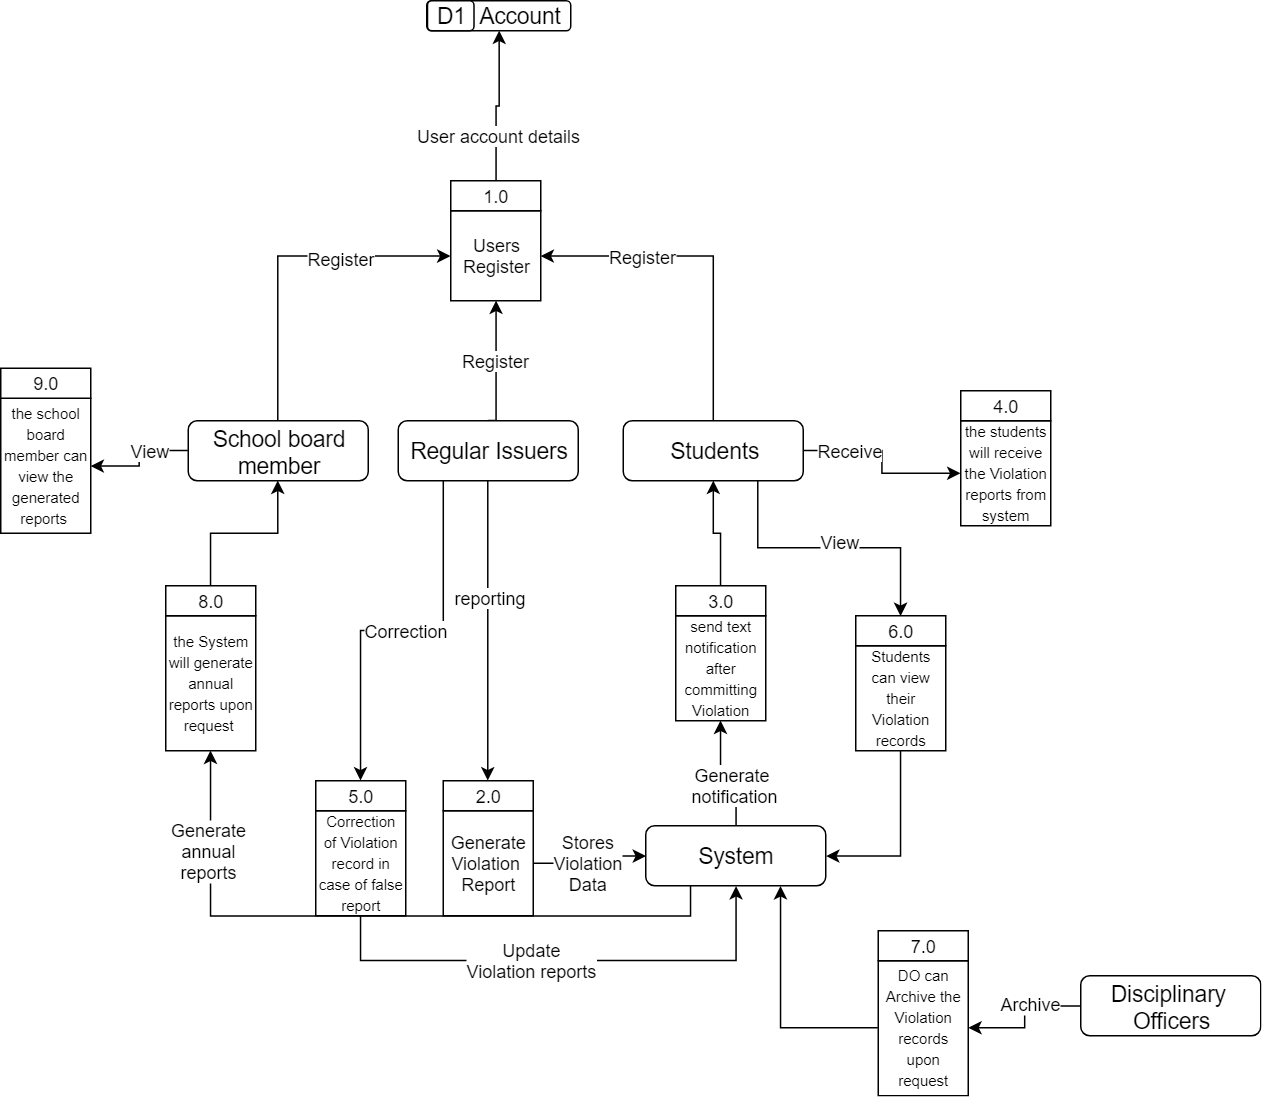 D1 Account
User account details
1.0
Users
Register
Register
Register
Register
9.0
the school
board
member can
view the
generated
reports
View
School board
member
Regular Issuers
Students
Receive
4.0
the students
will receive
the Violation
reports from
system
View
8.0
the System
will generate
annual
reports upon
request
Correction
reporting
3.0
send text
notification
after
committing
Violation
6.0
Students
can view
their
Violation
records
Generate
notification
Generate
annual
reports
5.0
Correction
of Violation
record in
case of false
report
2.0
Generate
Violation
Report
Stores
Violation
Data
System
Update
Violation reports
7.0
DO can
Archive the
Violation
records
upon
request
Archive
Disciplinary
Officers